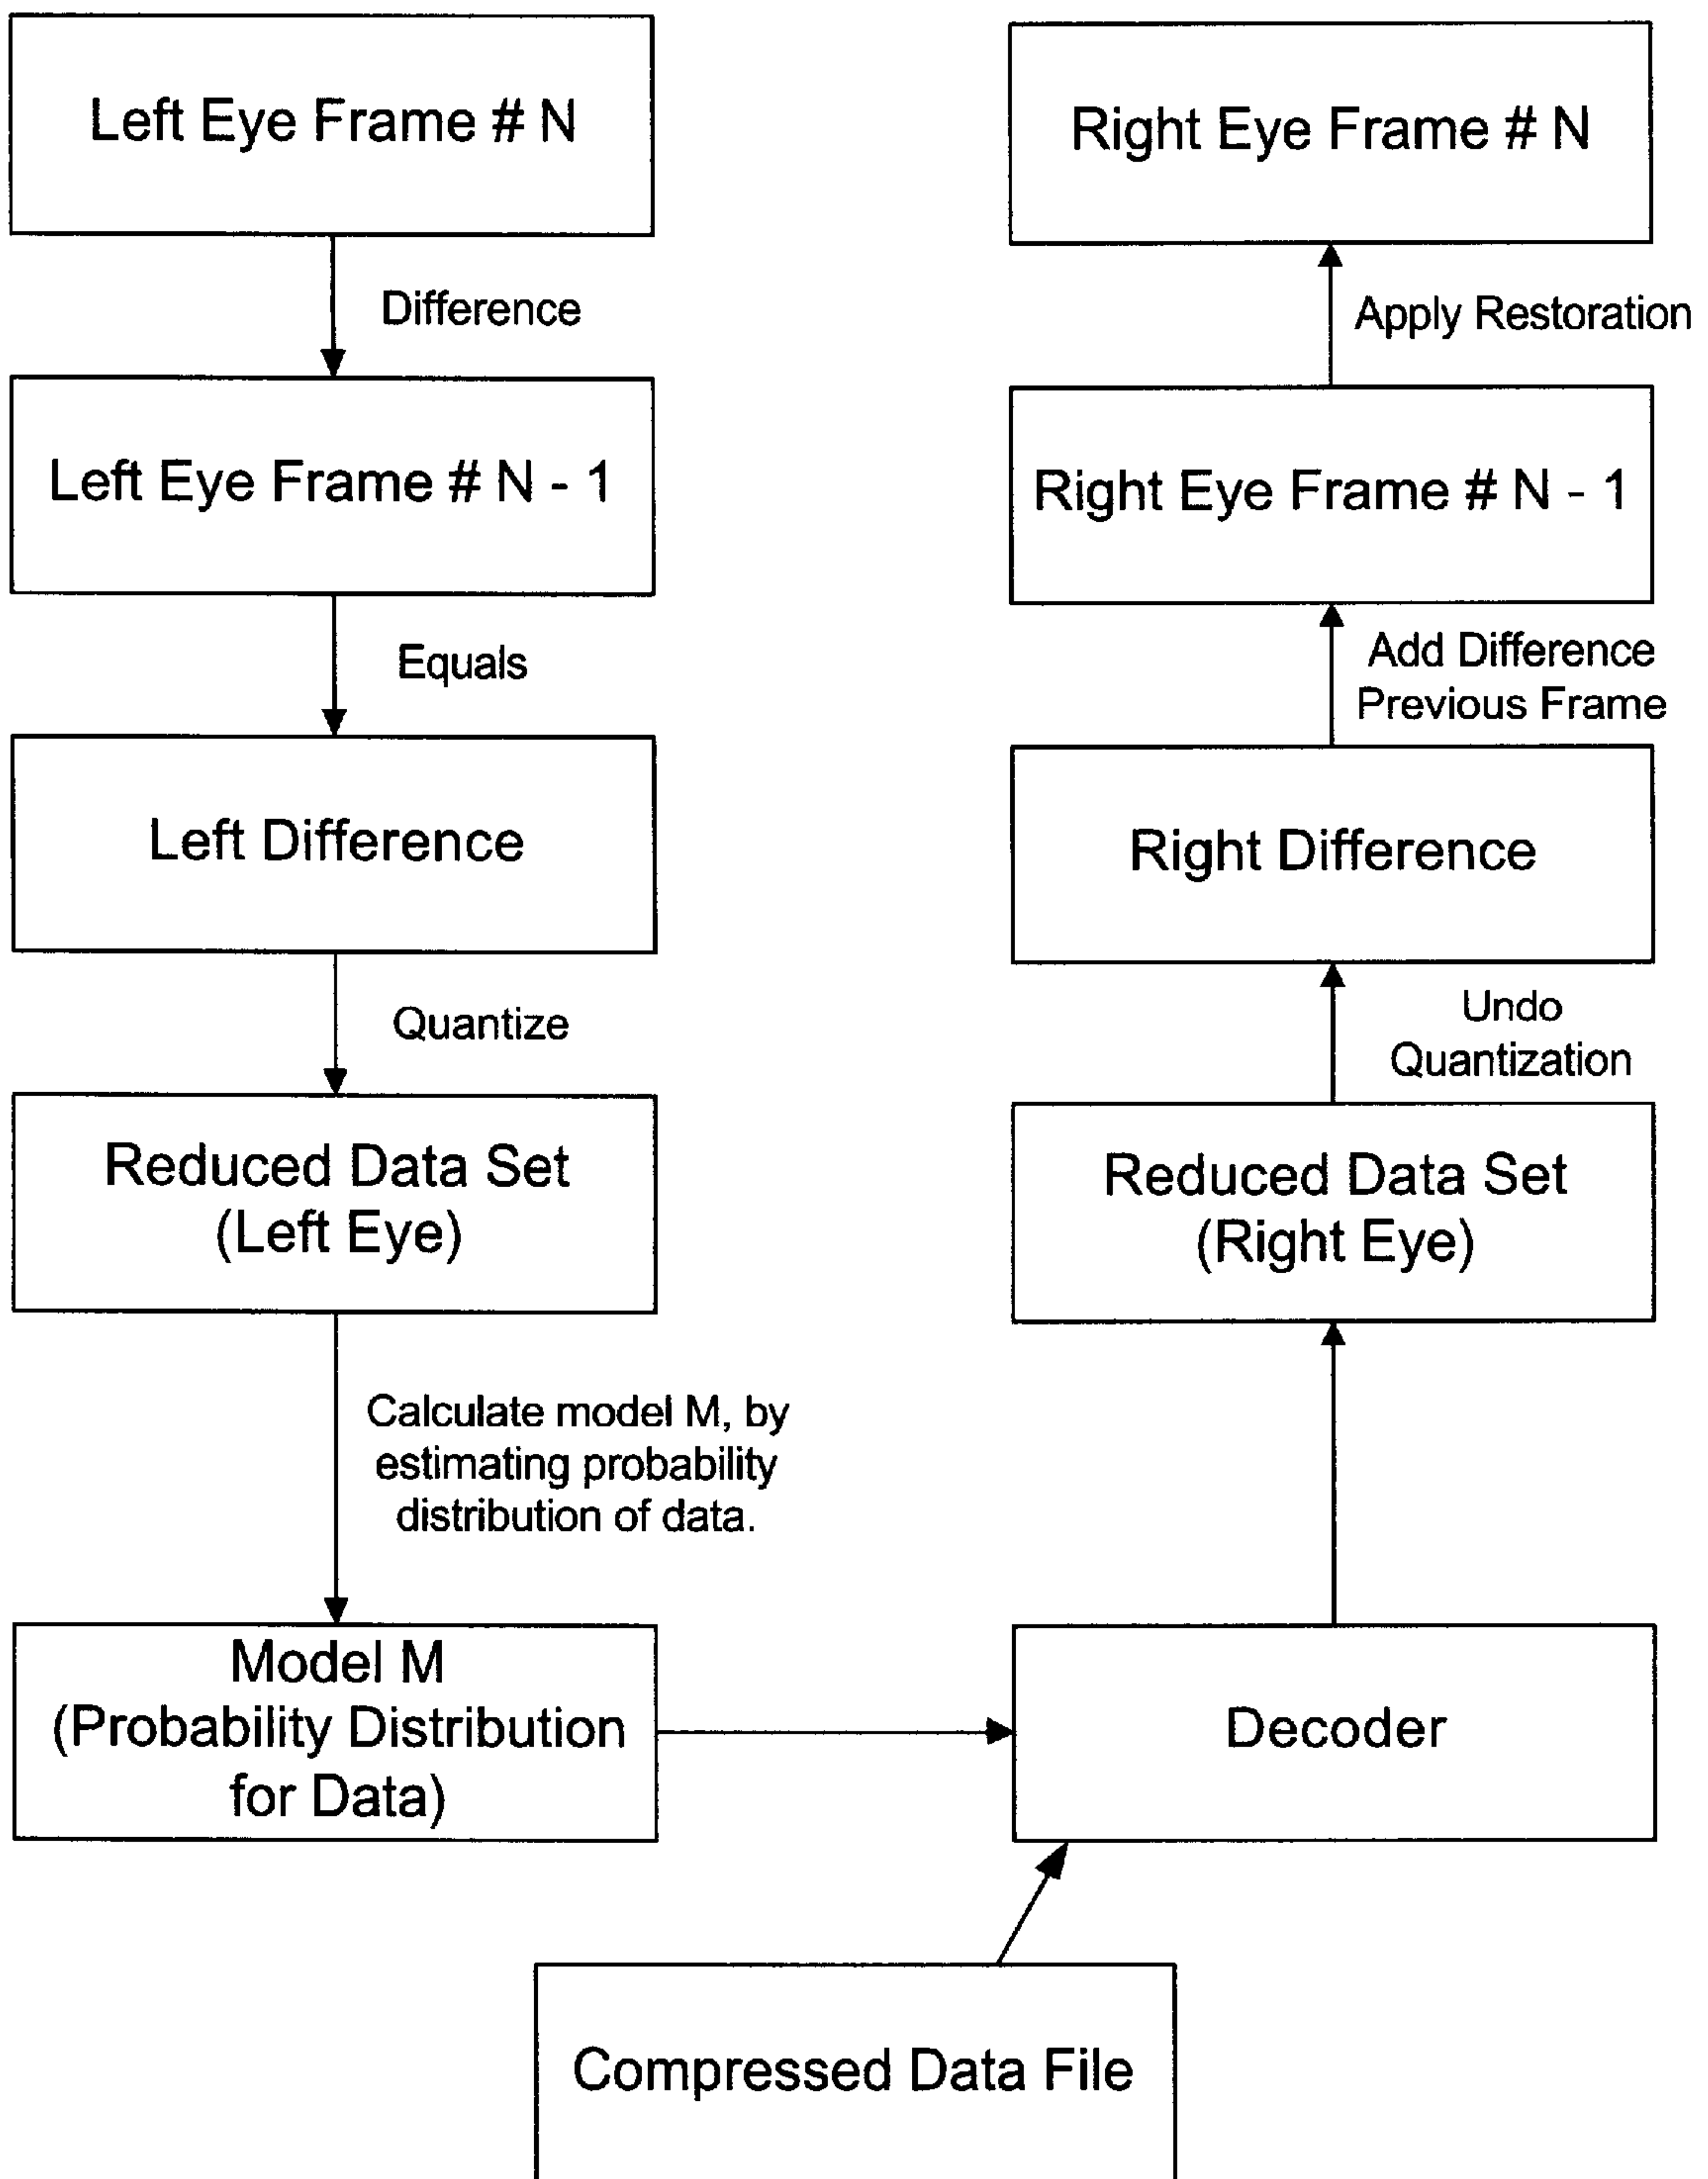 Left Eye Frame # N
Difference
Left Eye Frame # N - 1
Equals
Left Difference
Quantize
Reduced Data Set
(Left Eye)
Calculate model M, by
estimating probability
distribution of data.
Model M
(Probability Distribution
for Data)
Right Eye Frame # N
Apply Restoration
Right Eye Frame # N - 1
Add Difference
Previous Frame
Right Difference
Undo
Quantization
Reduced Data Set
(Right Eye)
Decoder
Compressed Data File